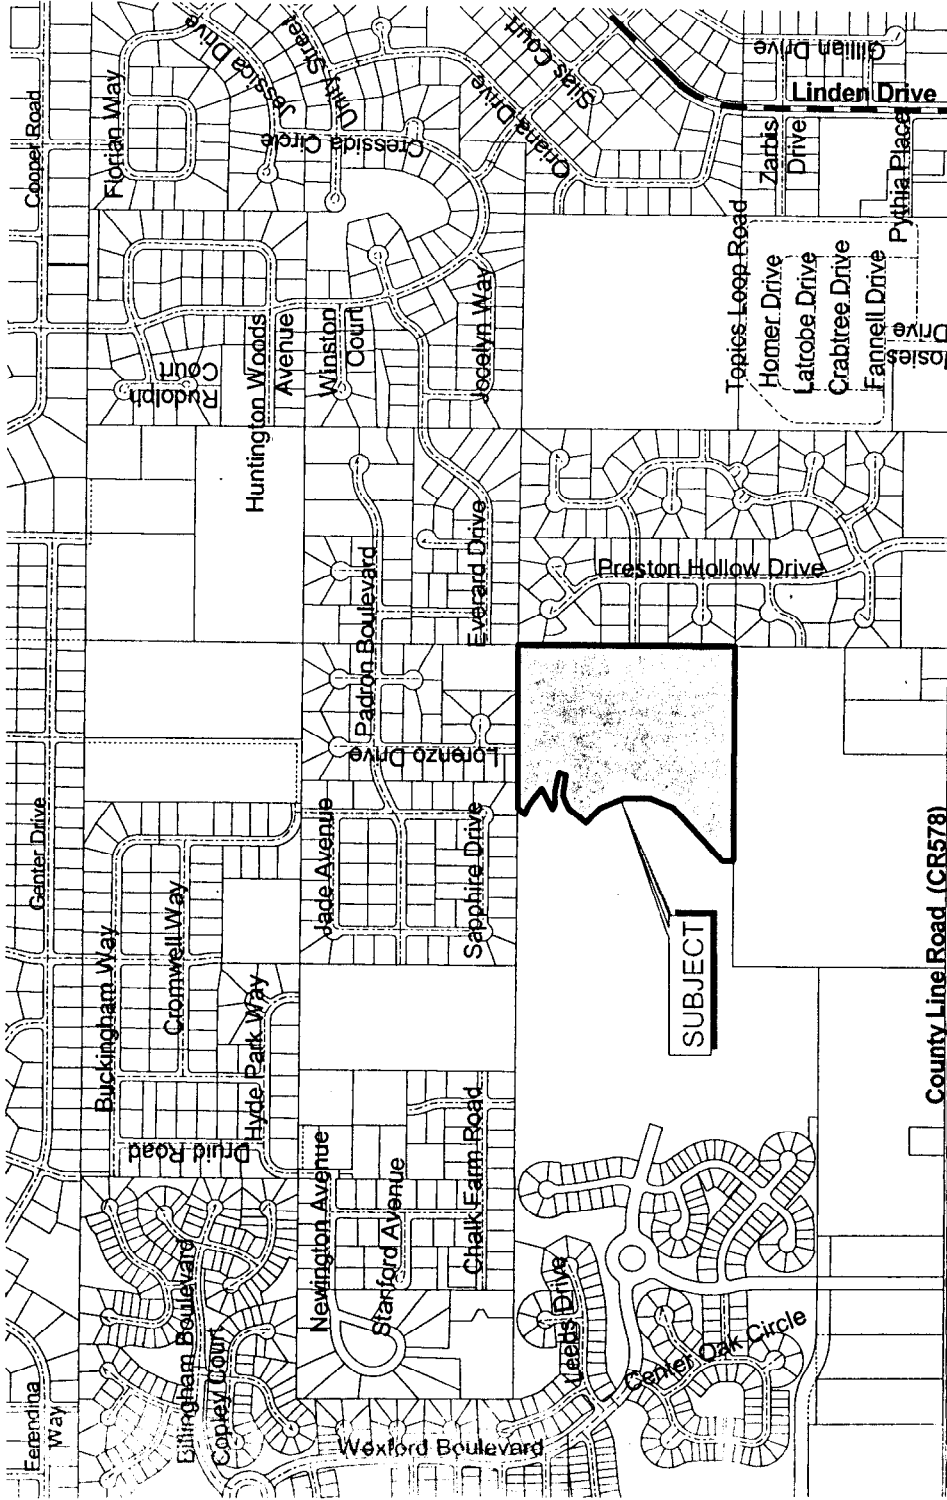 Cooper Road
Florian Way
Jessica Drive
Unity Street
Silas Court
Gillian Drive
Linden Drive
Cressida Circle
Oriana Drive
Zarbis
Drive
Pythia Place
Topics Loop Road
Homer Drive
Latrobe Drive
Crabtree Drive
Fannell Drive
Drive
Rudolph
Court
Huntington Woods
Avenue
Winston
Court
Jocelyn Way
Padron Boulevard
Everard Drive
Preston Hollow Drive
Lorenzo Drive
Center Drive
Jade Avenue
Sapphire Drive
Buckingham Way
Cromwell Way
Hyde Park Way
SUBJECT
County Line Road (CR578)
Druid Road
Newington Avenue
Stanford Avenue
Chalk Farm Road
Billingham Boulevard
Copley Court
Leeds Drive
Center Oak Circle
Way
Wexford Boulevard